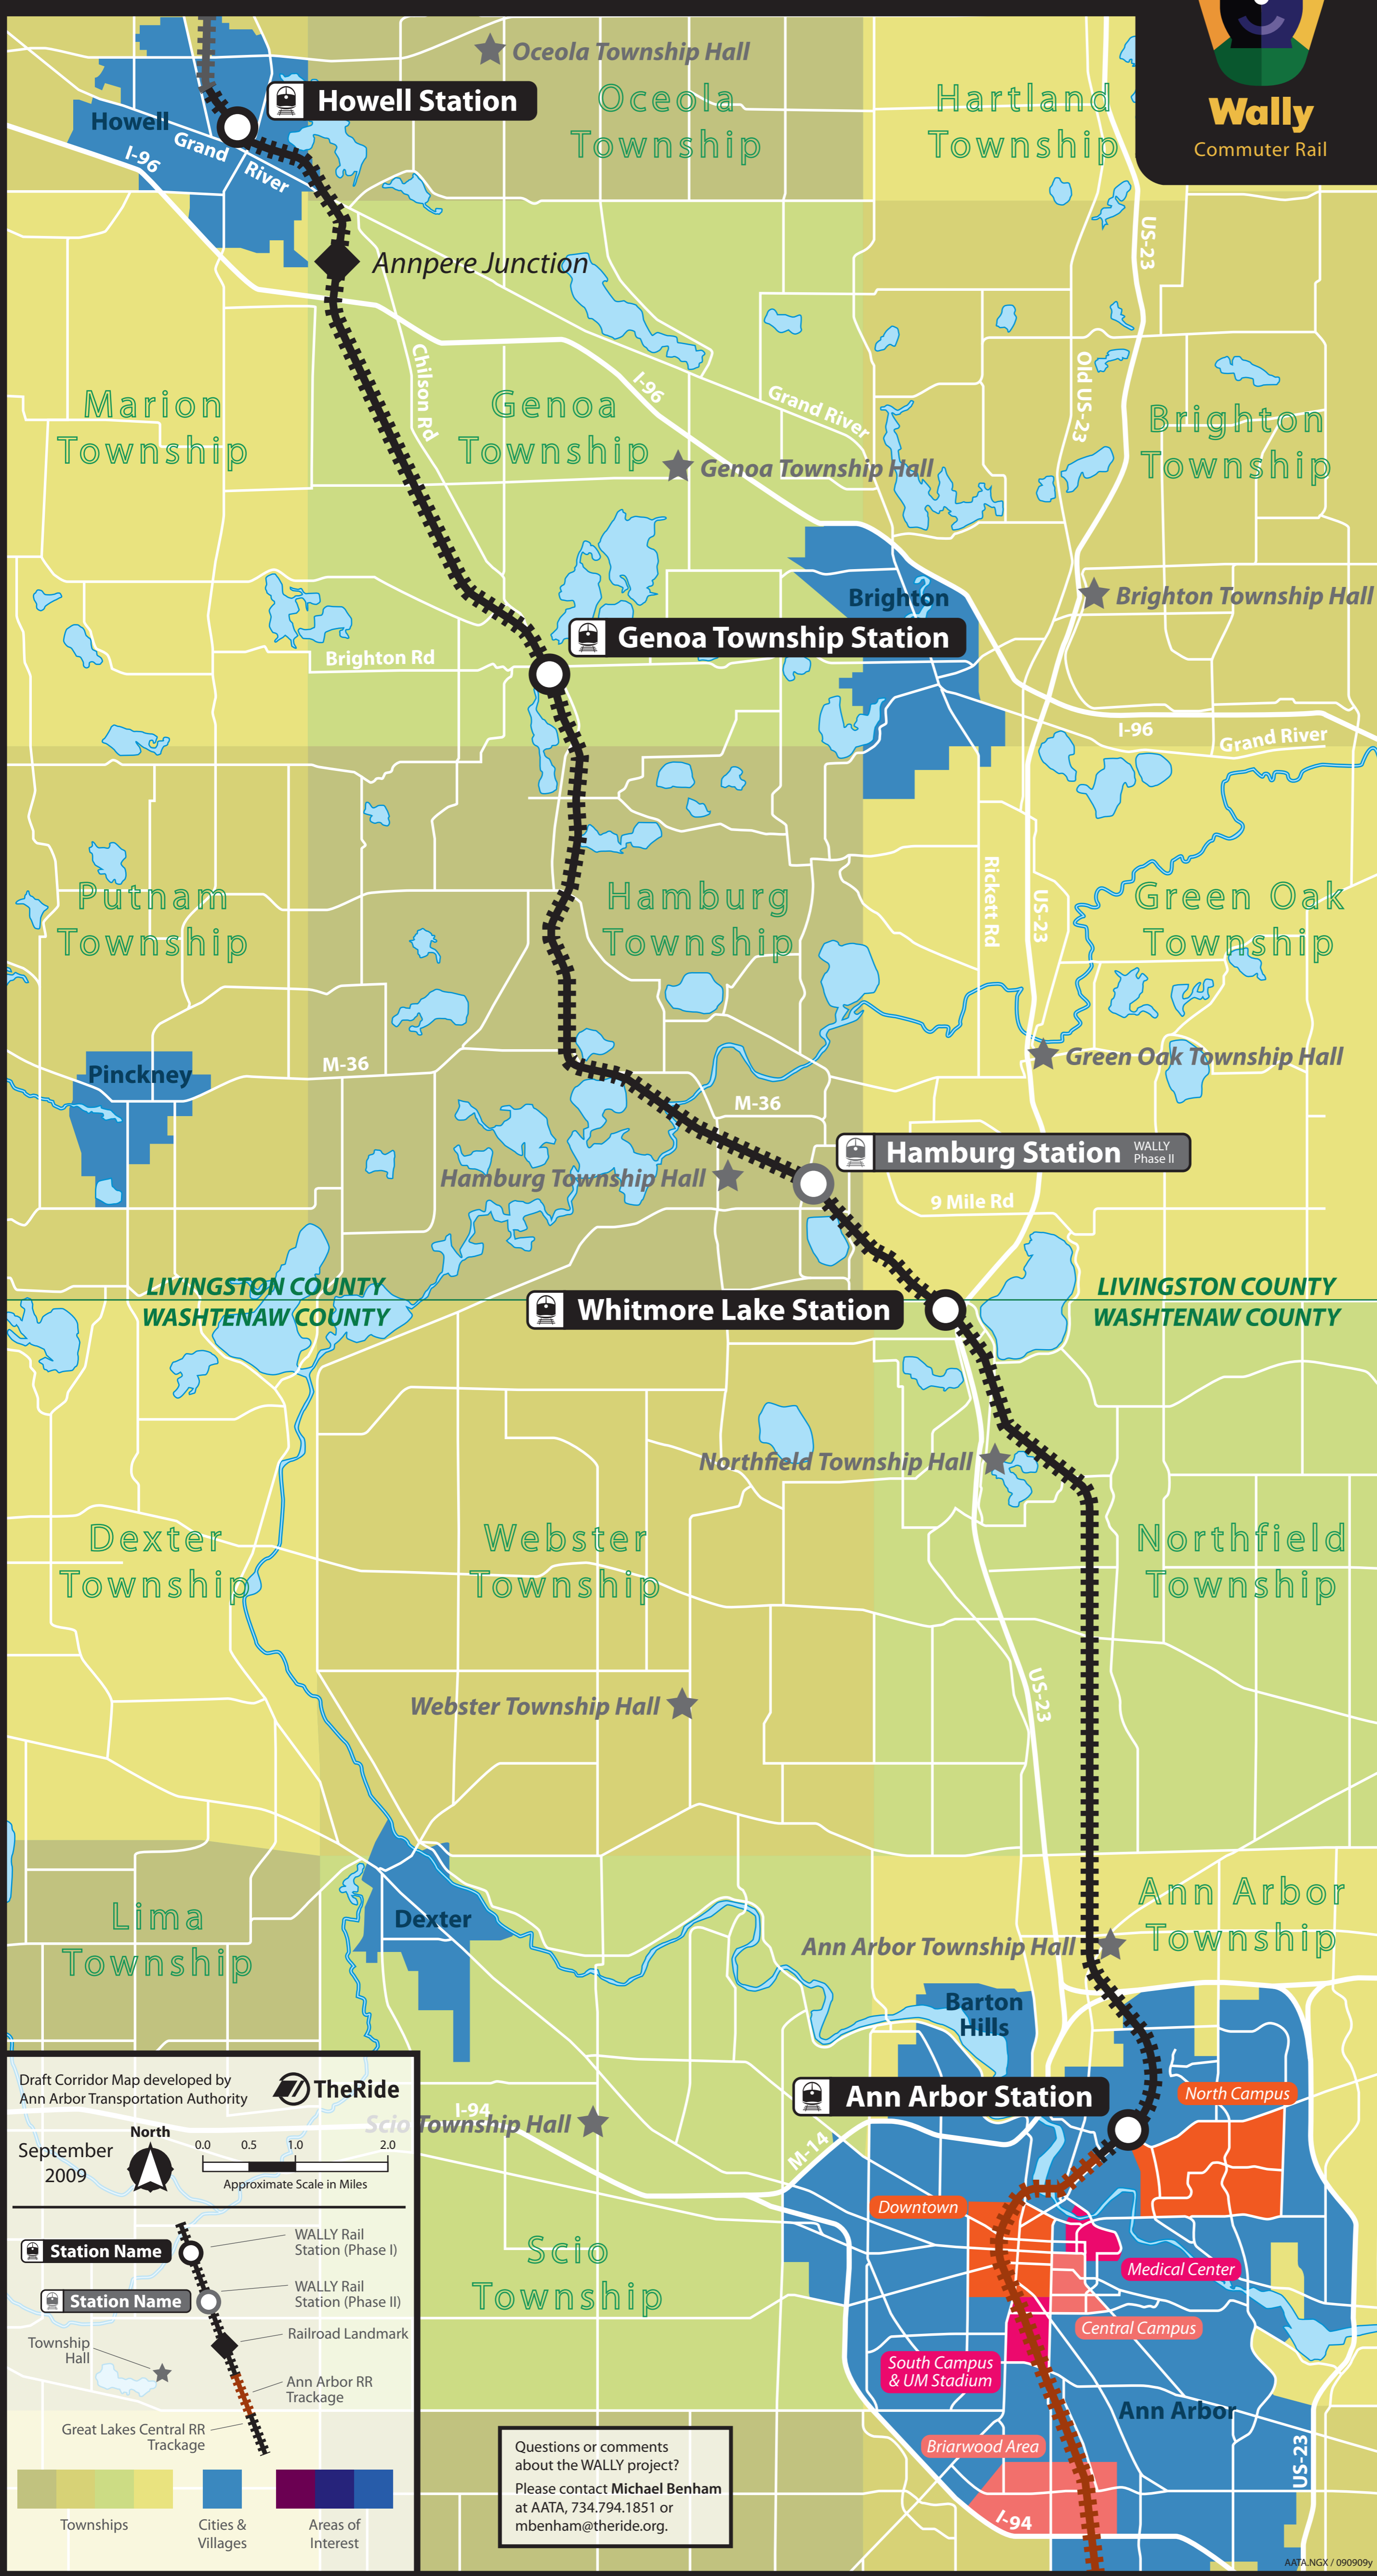 Oceola Township Hall
Howell Station
Oceola
Township
Hartland
Township
Wally
Commuter Rail
Howell
Grand
River
I-96
US-23
Annpere Junction
Chilson Rd
I-96
Grand River
Old US-23
Marion
Township
Genoa
Township
Brighton
Township
Genoa Township Hall
Brighton
Brighton Township Hall
Genoa Township Station
Brighton Rd
I-96
Grand River
Putnam
Township
Hamburg
Township
Rickett Rd
US-23
Green Oak
Township
Green Oak Township Hall
Pinckney
M-36
M-36
Hamburg Station
WALLY
Phase II
Hamburg Township Hall
9 Mile Rd
LIVINGSTON COUNTY
WASHTENAW COUNTY
LIVINGSTON COUNTY
WASHTENAW COUNTY
Whitmore Lake Station
Northfield Township Hall
Dexter
Township
Webster
Township
Northfield
Township
US-23
Webster Township Hall
Lima
Township
Dexter
Ann Arbor
Township
Ann Arbor Township Hall
Barton
Hills
Ann Arbor Station
North Campus
I-94
Scio Township Hall
M-14
Downtown
Medical Center
Scio
Township
Central Campus
South Campus
& UM Stadium
Ann Arbor
Briarwood Area
US-23
I-94
Draft Corridor Map developed by
Ann Arbor Transportation Authority
TheRide
September
2009
North
0.0 0.5 1.0 2.0
Approximate Scale in Miles
Station Name
WALLY Rail
Station (Phase I)
Station Name
WALLY Rail
Station (Phase II)
Railroad Landmark
Township
Hall
Ann Arbor RR
Trackage
Great Lakes Central RR
Trackage
Townships
Cities &
Villages
Areas of
Interest
Questions or comments
about the WALLY project?
Please contact Michael Benham
at AATA, 734.794.1851 or
mbenham@theride.org.
AATA.NGX / 090909y